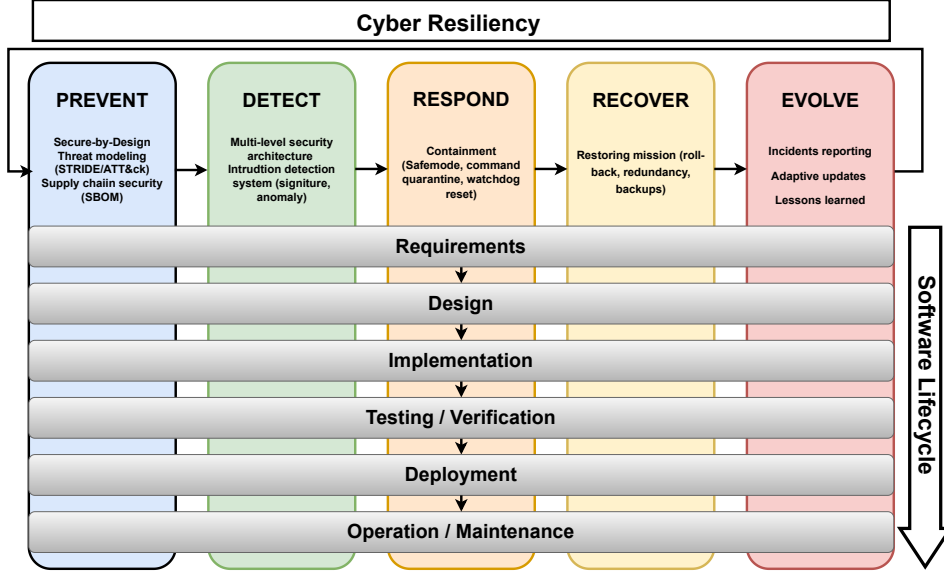 Cyber Resiliency
PREVENT
Secure-by-Design
Threat modeling
(STRIDE/ATT&ck)
Supply chaiin security
(SBOM)
DETECT
Multi-level security
architecture
Intrudtion detection
system (signiture,
anomaly)
RESPOND
Containment
(Safemode, command
quarantine, watchdog
reset)
RECOVER
Restoring mission (roll-
back, redundancy,
backups)
EVOLVE
Incidents reporting
Adaptive updates
Lessons learned
Requirements
Design
Implementation
Testing / Verification
Deployment
Operation / Maintenance
Software Lifecycle